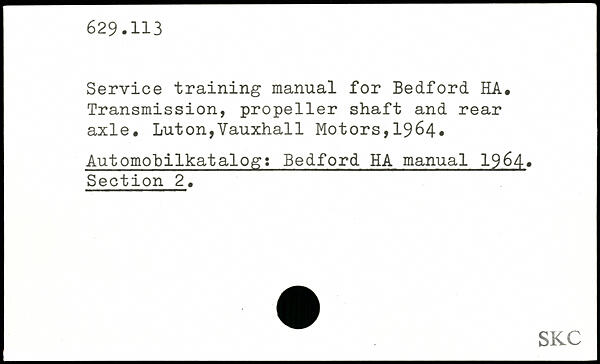 629.113
Service training manual for Bedford HA.
Transmission, propeller shaft and rear
axle. Luton,Vauxhall Motors,1964.
Automobilkatalog: Bedford HA manual 1964.
Section 2.
SKC